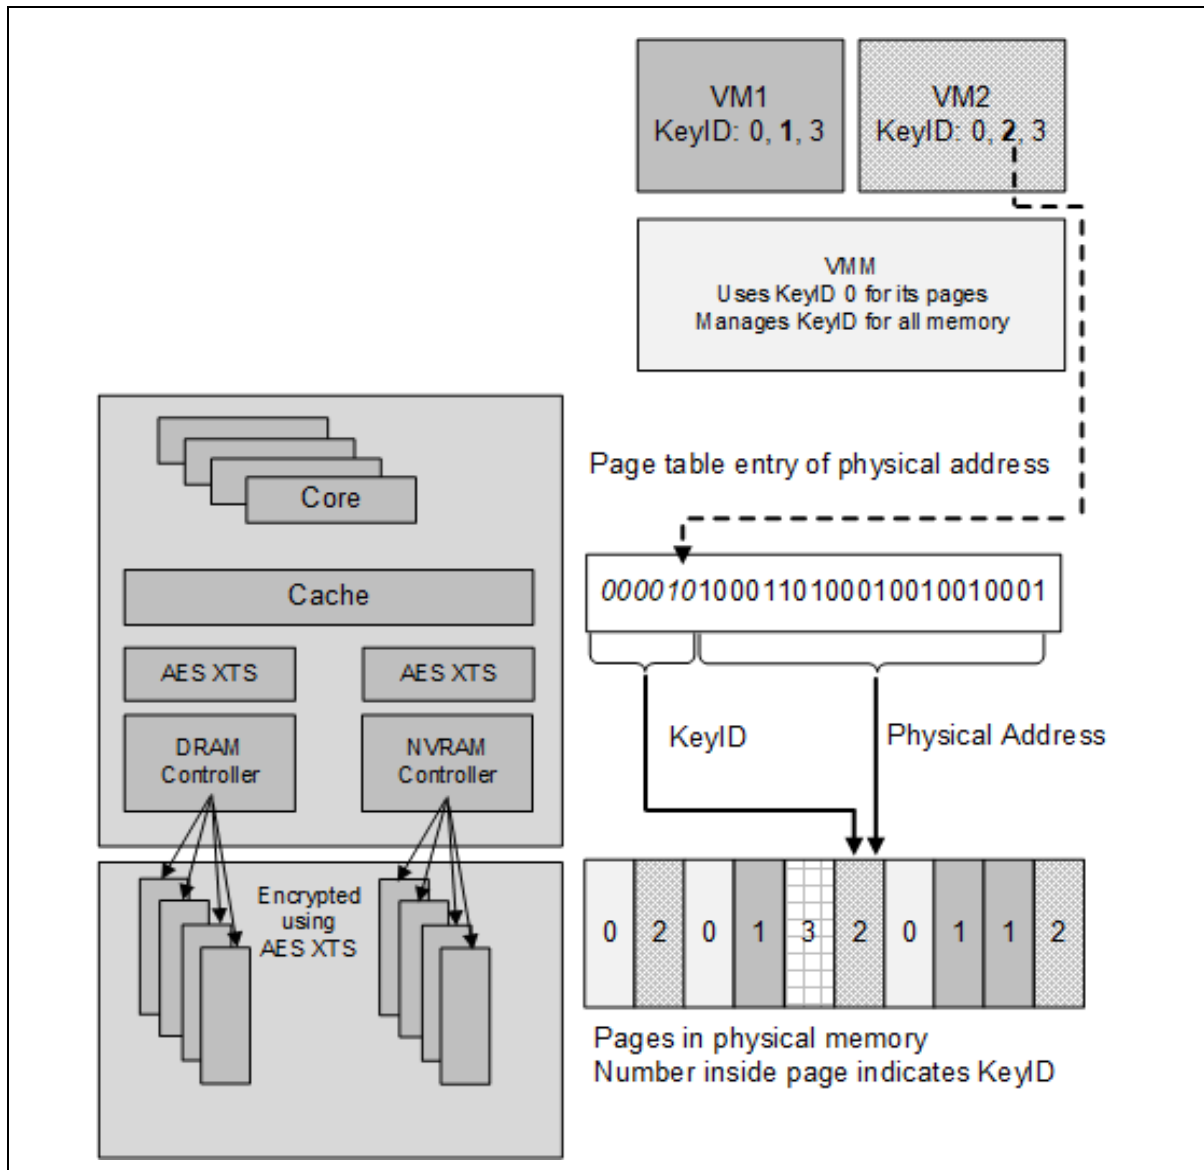 VM1
KeyID: 0, 1, 3
VM2
KeyID: 0, 2, 3
VMM
Uses KeyID 0 for its pages
Manages KeyID for all memory
Core
Cache
AES XTS
AES XTS
DRAM
Controller
NVRAM
Controller
Encrypted
using
AES XTS
Page table entry of physical address
0000101000110100010010010001
KeyID
Physical Address
0 2 0 1 3 2 0 1 1 2
Pages in physical memory
Number inside page indicates KeyID